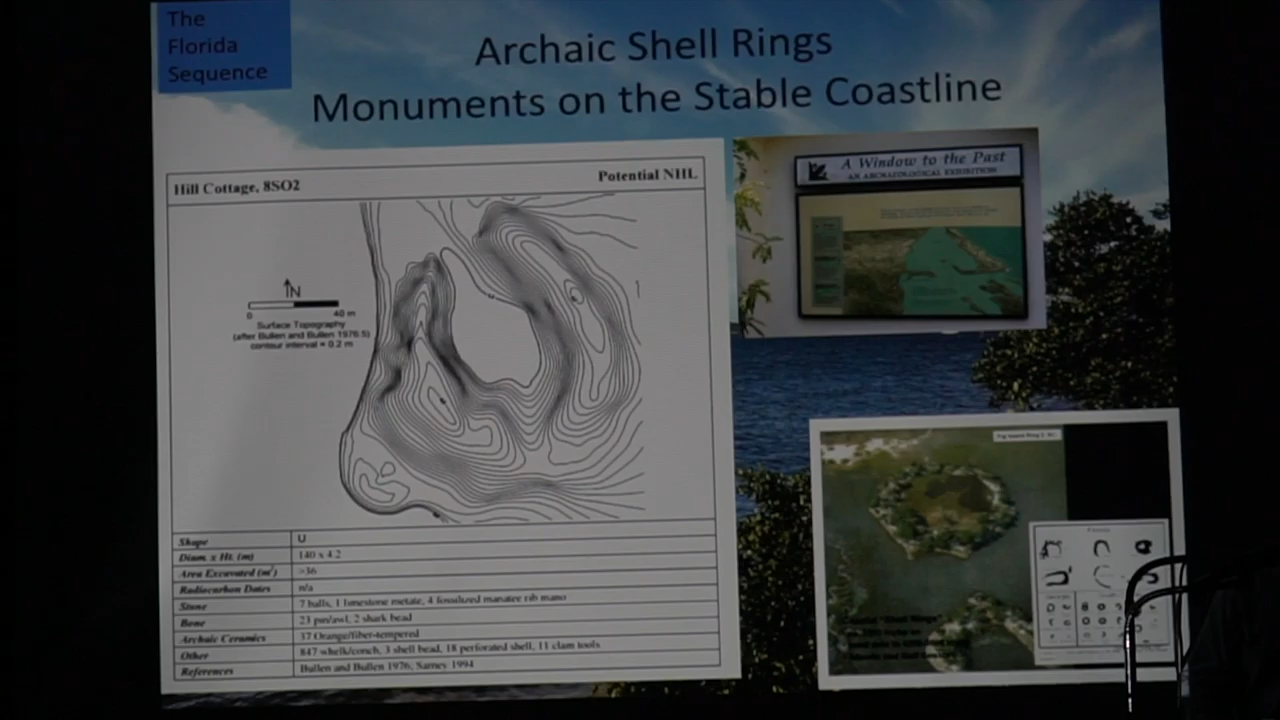 The
Florida
Sequence
Archaic Shell Rings
Monuments on the Stable Coastline
Hill Cottage, 8SO2
Potential NHL
N
0 40 m
Surface Topography
(after Bullen and Bullen 1976:5)
contour interval = 0.2 m
Shape U
Diam. x Ht. (m) 140 x 4.2
Area Excavated (m²) >36
Radiocarbon Dates n/a
Stone 7 balls, 1 limestone metate, 4 fossilized manatee rib mano
Bone 23 pin/awl, 2 shark bead
Archaic Ceramics 37 Orange/fiber-tempered
Other 847 whelk/conch, 3 shell bead, 18 perforated shell, 11 clam tools
References Bullen and Bullen 1976,
A Window to the Past
AN ARCHAEOLOGICAL EXHIBITION